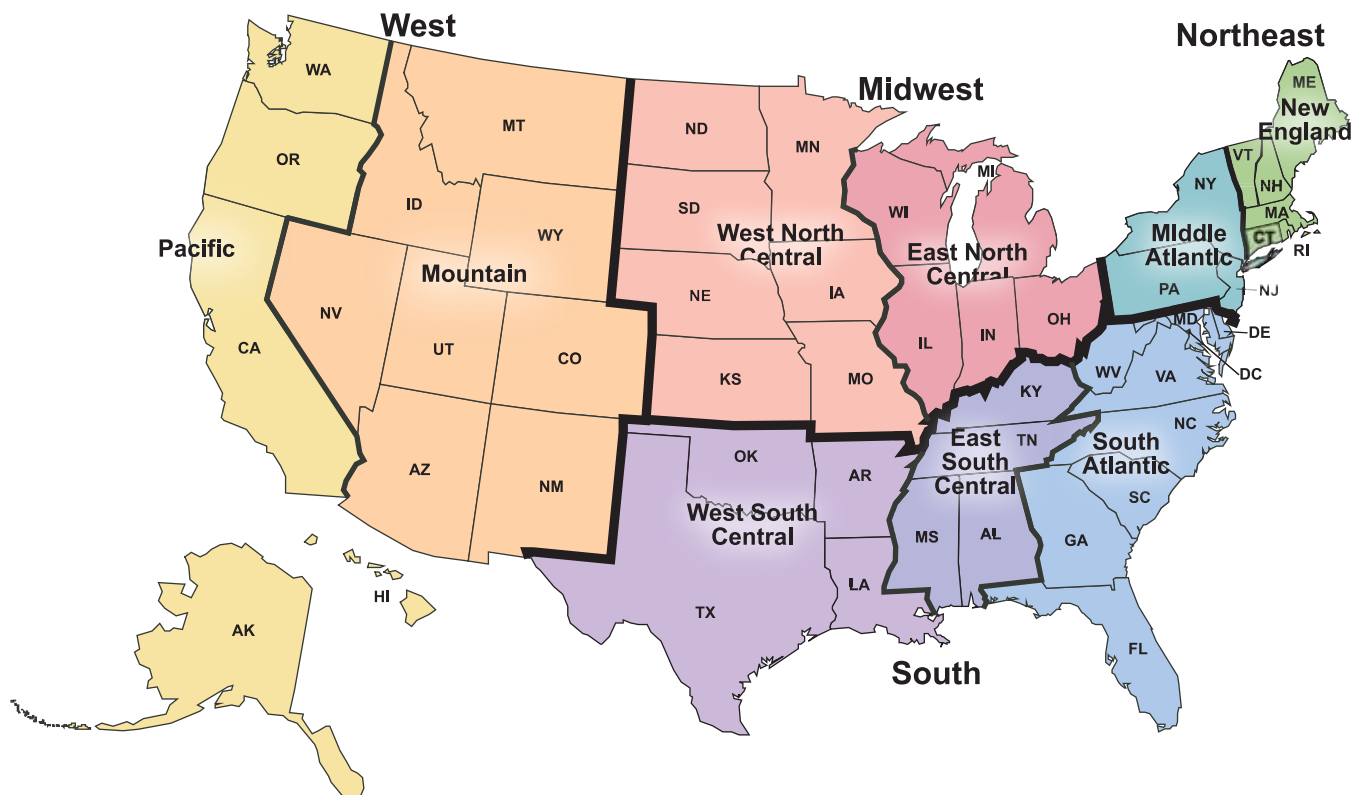 West
Northeast
Midwest
South
Pacific
Mountain
West North
Central
East North
Central
MIddle
Atlantic
New
England
West South
Central
East
South
Central
South
Atlantic
WA
OR
CA
AK
HI
MT
ID
WY
NV
UT
CO
AZ
NM
ND
SD
NE
KS
MN
IA
MO
WI
MI
IL
IN
OH
NY
PA
NJ
ME
VT
NH
MA
CT
RI
OK
TX
AR
LA
KY
TN
MS
AL
MD
DE
DC
WV
VA
NC
SC
GA
FL